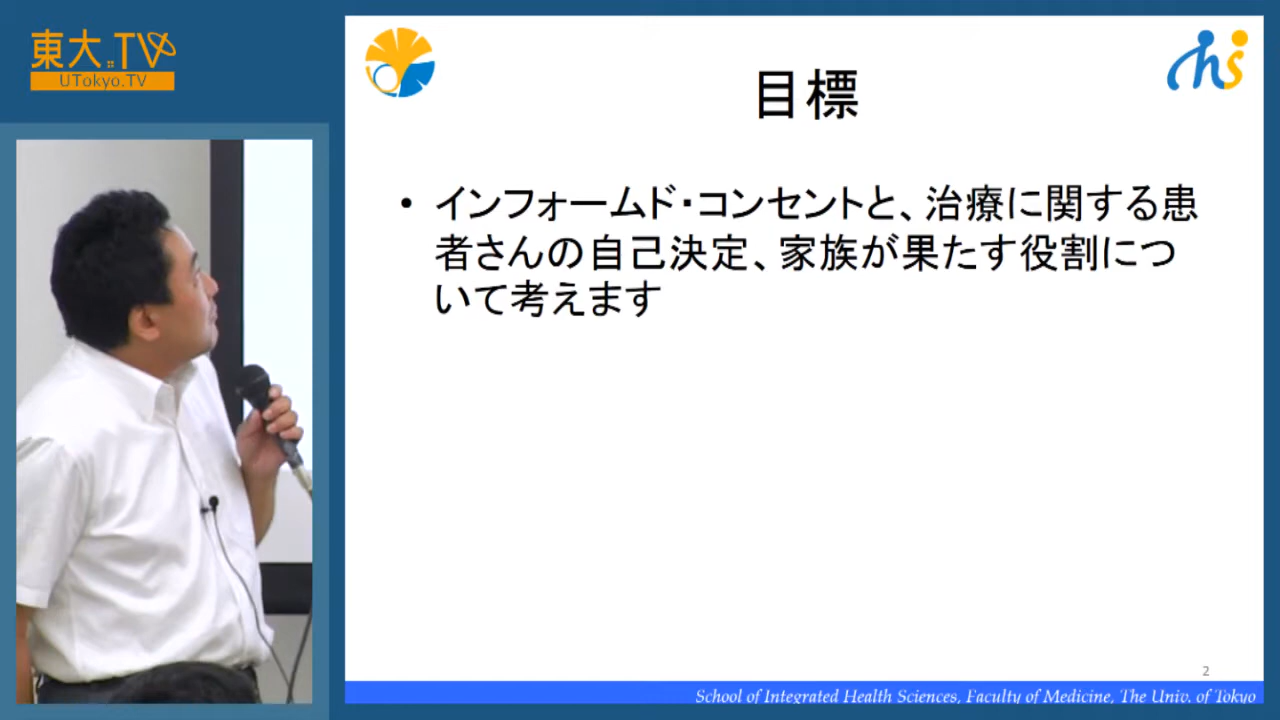 東大.TV
UTokyo.TV
目標
• インフォームド・コンセントと、治療に関する患
者さんの自己決定、家族が果たす役割につ
いて考えます
2
School of Integrated Health Sciences, Faculty of Medicine, The Univ. of Tokyo